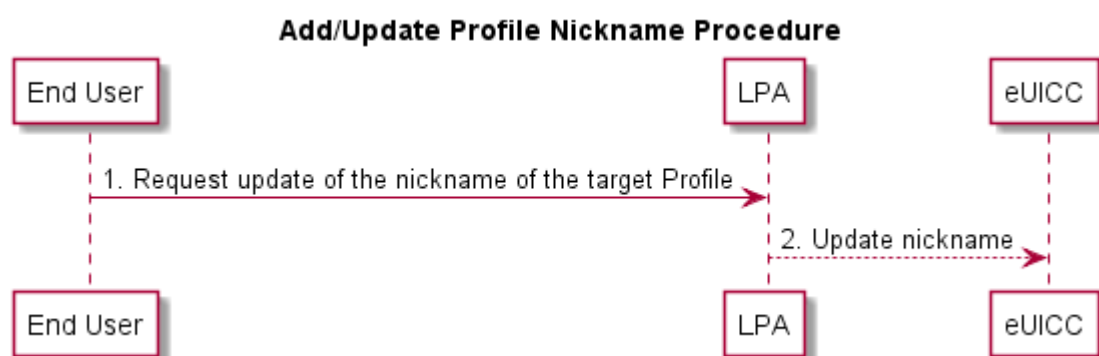 Add/Update Profile Nickname Procedure
End User LPA eUICC
1. Request update of the nickname of the target Profile
2. Update nickname
End User LPA eUICC